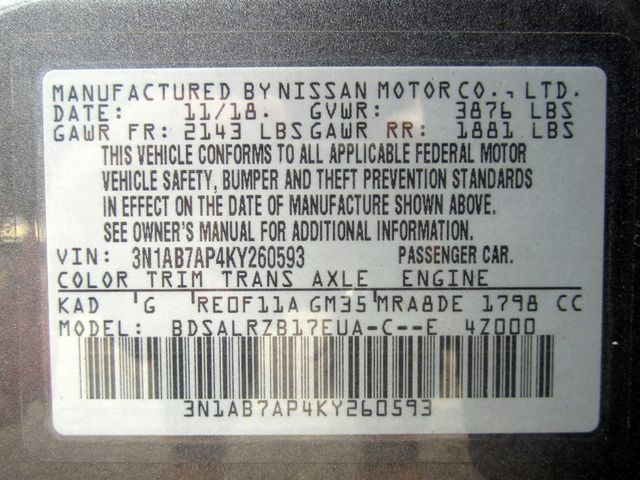 MANUFACTURED BY NISSAN MOTOR CO., LTD.
DATE: 11/18. GVWR: 3876 LBS
GAWR FR: 2143 LBS GAWR RR: 1881 LBS
THIS VEHICLE CONFORMS TO ALL APPLICABLE FEDERAL MOTOR
VEHICLE SAFETY, BUMPER AND THEFT PREVENTION STANDARDS
IN EFFECT ON THE DATE OF MANUFACTURE SHOWN ABOVE.
SEE OWNER'S MANUAL FOR ADDITIONAL INFORMATION.
VIN: 3N1AB7AP4KY260593 PASSENGER CAR.
COLOR TRIM TRANS AXLE ENGINE
KAD G RE0F11A GM35 MRA8DE 1798 CC
MODEL: BDSALRZB17EUA-C--E 4Z000
3N1AB7AP4KY260593